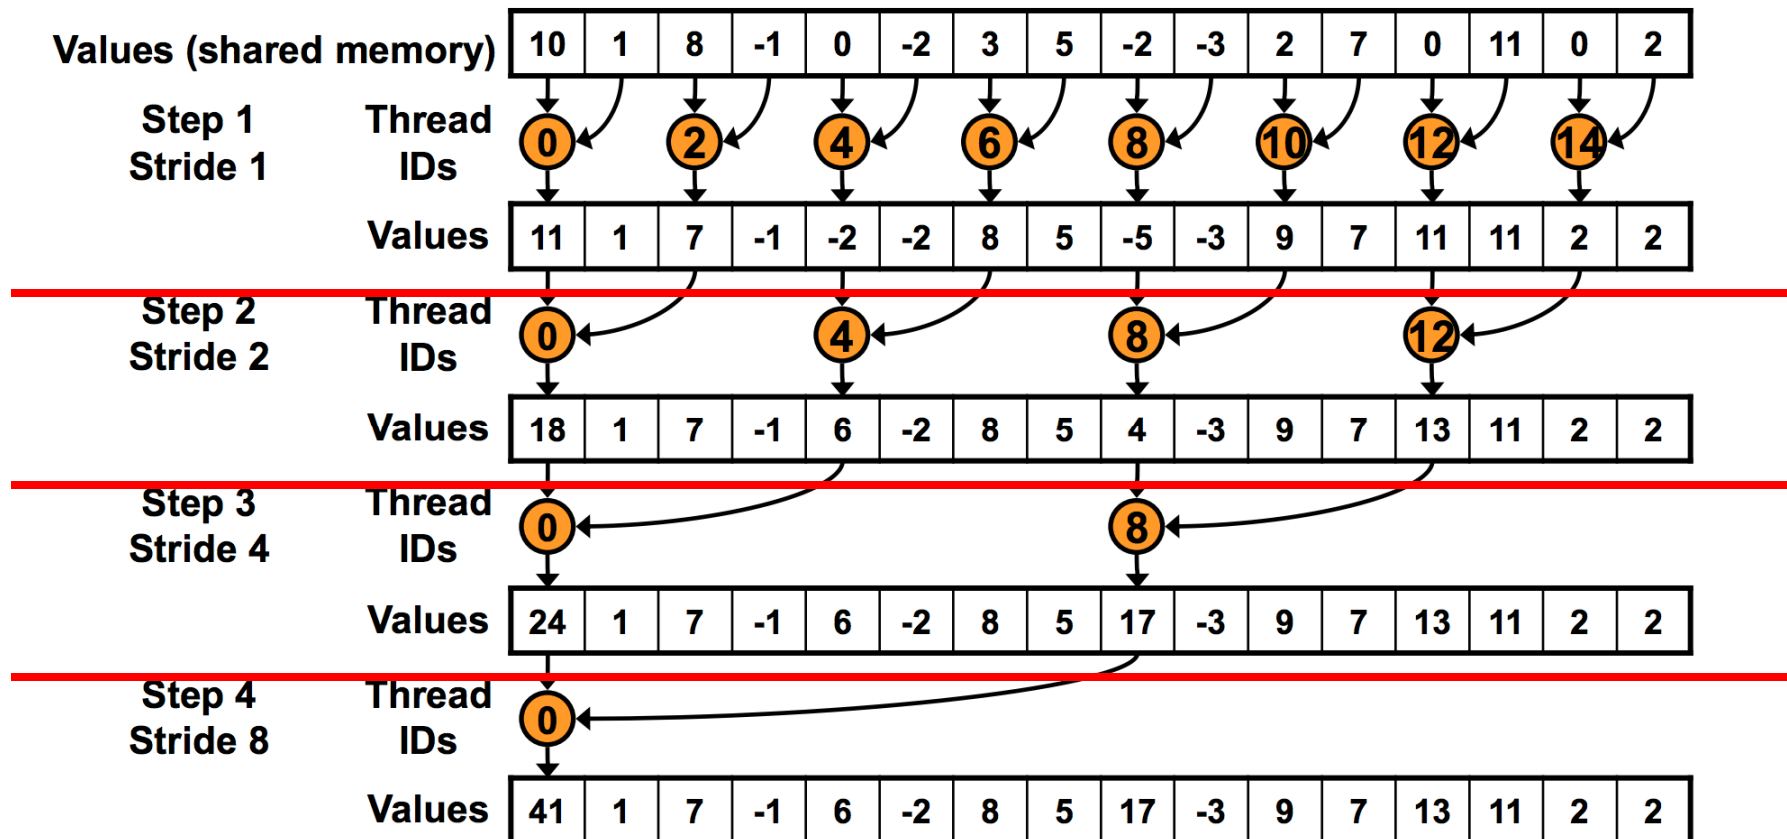 Values (shared memory) 10 1 8 -1 0 -2 3 5 -2 -3 2 7 0 11 0 2
Step 1 Thread 0 2 4 6 8 10 12 14
Stride 1 IDs
Values 11 1 7 -1 -2 -2 8 5 -5 -3 9 7 11 11 2 2
Step 2 Thread 0 4 8 12
Stride 2 IDs
Values 18 1 7 -1 6 -2 8 5 4 -3 9 7 13 11 2 2
Step 3 Thread 0 8
Stride 4 IDs
Values 24 1 7 -1 6 -2 8 5 17 -3 9 7 13 11 2 2
Step 4 Thread 0
Stride 8 IDs
Values 41 1 7 -1 6 -2 8 5 17 -3 9 7 13 11 2 2